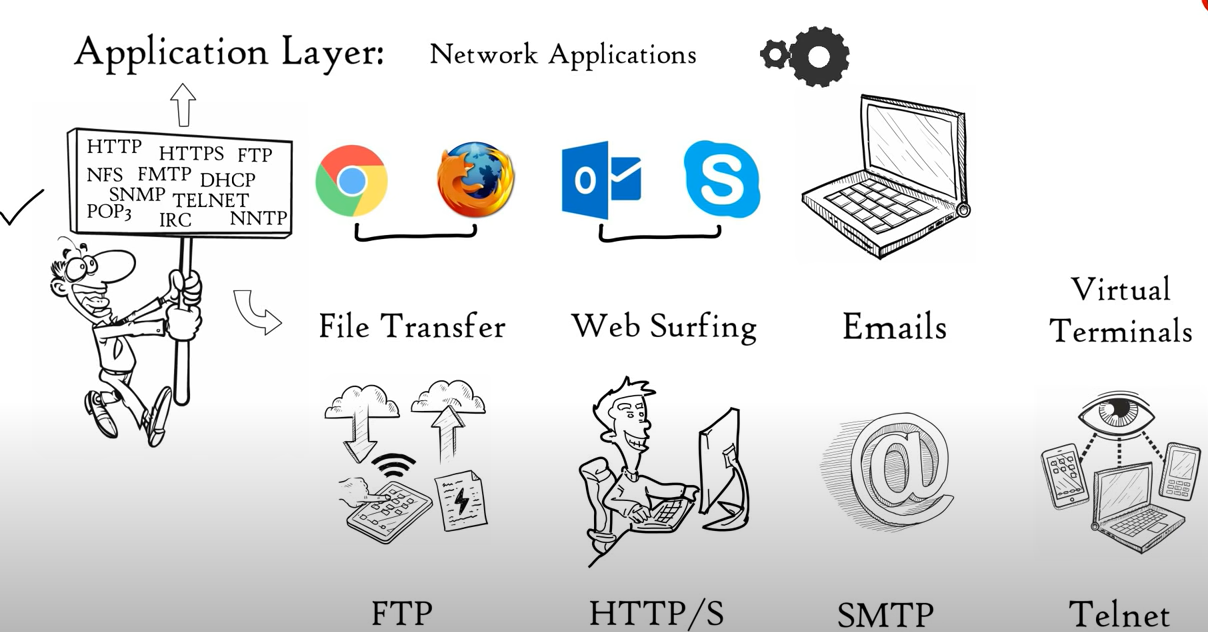 Application Layer: Network Applications
HTTP HTTPS FTP
NFS FMTP DHCP
SNMP TELNET
POP3 IRC NNTP
File Transfer
Web Surfing
Emails
Virtual
Terminals
FTP
HTTP/S
SMTP
Telnet